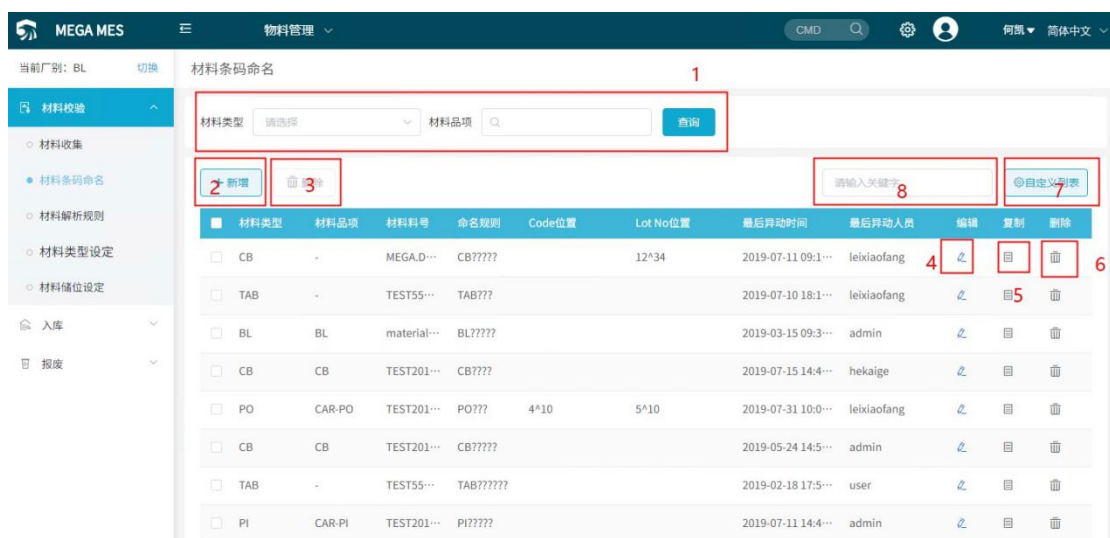 MEGA MES 物料管理 CMD 何凯 简体中文
当前厂别：BL 切换 材料条码命名
1
材料校验
材料类型 请选择 材料品项 查询
材料收集
材料条码命名
2 新增 3 删除 请输入关键字 8 自定义列表 7
材料解析规则
材料类型 材料品项 材料料号 命名规则 Code位置 Lot No位置 最后异动时间 最后异动人员 编辑 复制 删除
材料类型设定
CB - MEGA.D… CB????? 12^34 2019-07-11 09:1… leixiaofang 4 6
材料储位设定
TAB - TEST55… TAB??? 2019-07-10 18:1… leixiaofang 5
入库
BL BL material… BL????? 2019-03-15 09:3… admin
报废
CB CB TEST201… CB???? 2019-07-15 14:4… hekaige
PO CAR-PO TEST201… PO??? 4^10 5^10 2019-07-31 10:0… leixiaofang
CB CB TEST201… CB????? 2019-05-24 14:5… admin
TAB - TEST55… TAB?????? 2019-02-18 17:5… user
PI CAR-PI TEST201… PI????? 2019-07-11 14:4… admin